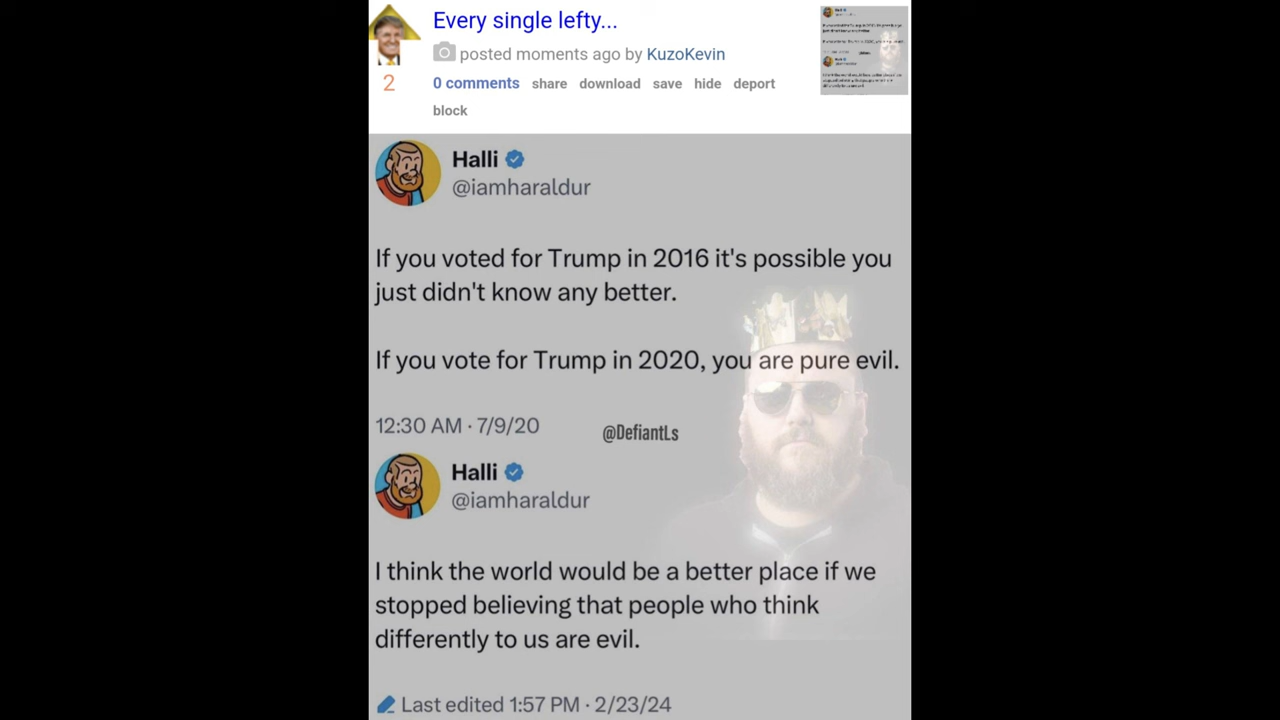 Every single lefty...
posted moments ago by KuzoKevin
2
0 comments share download save hide deport
block
Halli
@iamharaldur
If you voted for Trump in 2016 it's possible you
just didn't know any better.
If you vote for Trump in 2020, you are pure evil.
12:30 AM · 7/9/20
@DefiantLs
Halli
@iamharaldur
I think the world would be a better place if we
stopped believing that people who think
differently to us are evil.
Last edited 1:57 PM · 2/23/24